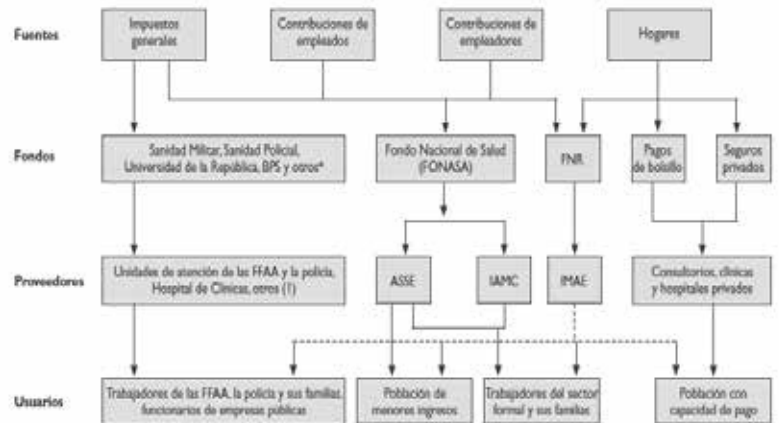 Fuentes
Impuestos
generales
Contribuciones de
empleados
Contribuciones de
empleadores
Hogares
Fondos
Sanidad Militar, Sanidad Policial,
Universidad de la República, BPS y otros*
Fondo Nacional de Salud
(FONASA)
FNR
Pagos
de bolsillo
Seguros
privados
Proveedores
Unidades de atención de las FFAA y la policía,
Hospital de Clínicas, otros (1)
ASSE
IAMC
IMAE
Consultorios, clínicas
y hospitales privados
Usuarios
Trabajadores de las FFAA, la policía y sus familias,
funcionarios de empresas públicas
Población de
menores ingresos
Trabajadores del sector
formal y sus familias
Población con
capacidad de pago